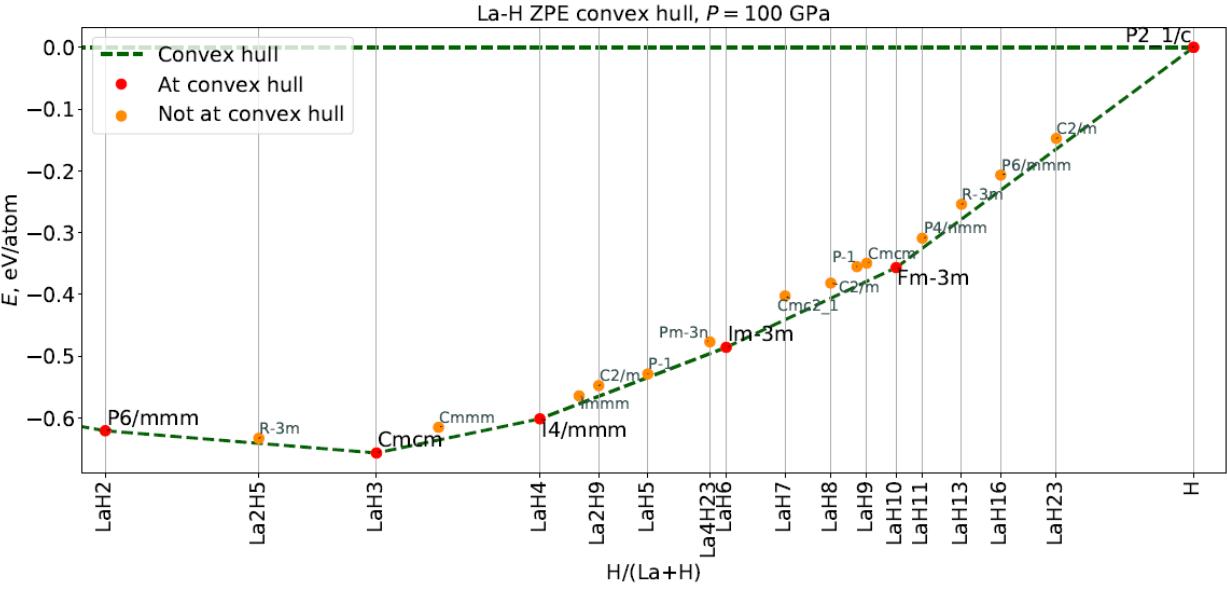 La-H ZPE convex hull, P = 100 GPa
Convex hull
At convex hull
Not at convex hull
E, eV/atom
0.0
−0.1
−0.2
−0.3
−0.4
−0.5
−0.6
P2_1/c
C2/m
P6/mmm
R-3m
P4/nmm
P-1
Cmcm
Fm-3m
C2/m
Cmc2_1
Pm-3n
Im-3m
P-1
C2/m
Immm
I4/mmm
P6/mmm
R-3m
Cmcm
Cmmm
LaH2
La2H5
LaH3
LaH4
La2H9
LaH5
La4H23
LaH6
LaH7
LaH8
LaH9
LaH10
LaH11
LaH13
LaH16
LaH23
H
H/(La+H)